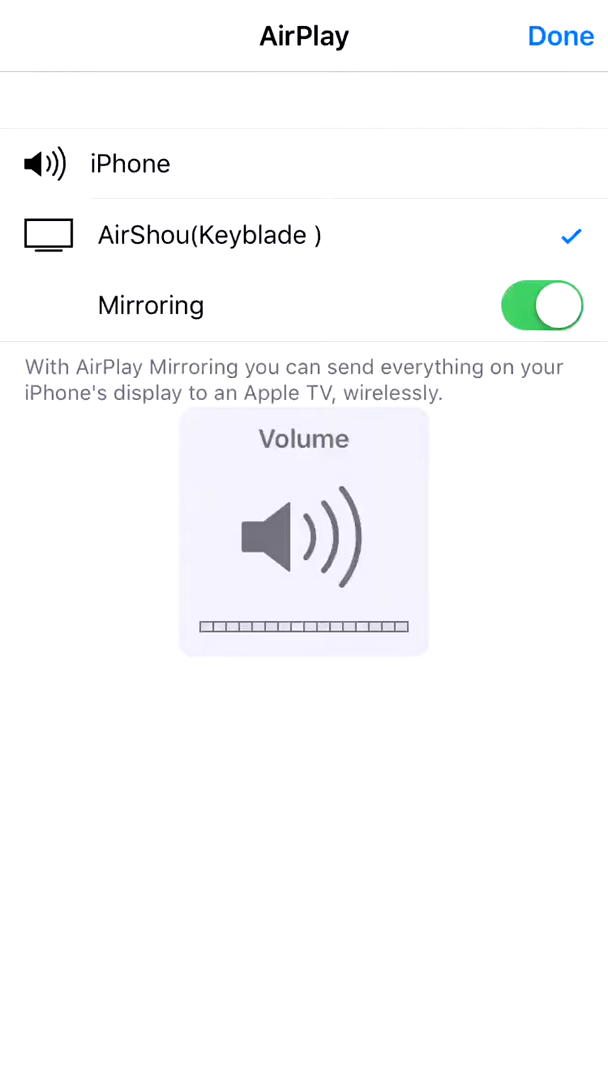 AirPlay
Done
iPhone
AirShou(Keyblade )
Mirroring
With AirPlay Mirroring you can send everything on your
iPhone's display to an Apple TV, wirelessly.
Volume